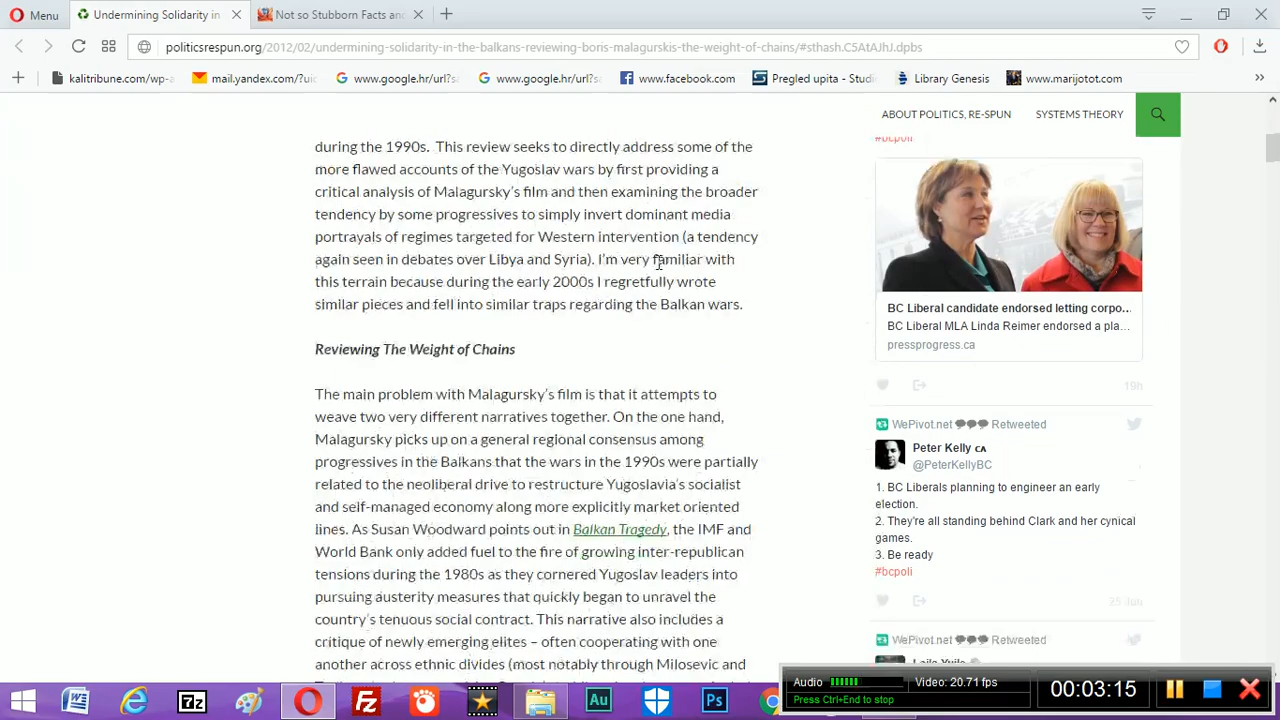 Menu
Undermining Solidarity in
Not so Stubborn Facts and
politicsrespun.org/2012/02/undermining-solidarity-in-the-balkans-reviewing-boris-malagurskis-the-weight-of-chains/#sthash.C5AtAJhJ.dpbs
kalitribune.com/wp-a
mail.yandex.com/?uid
www.google.hr/url?sa
www.google.hr/url?sa
www.facebook.com
Pregled upita - Studi
Library Genesis
www.marijotot.com
ABOUT POLITICS, RE-SPUN
SYSTEMS THEORY
during the 1990s. This review seeks to directly address some of the
more flawed accounts of the Yugoslav wars by first providing a
critical analysis of Malagursky's film and then examining the broader
tendency by some progressives to simply invert dominant media
portrayals of regimes targeted for Western intervention (a tendency
again seen in debates over Libya and Syria). I'm very familiar with
this terrain because during the early 2000s I regretfully wrote
similar pieces and fell into similar traps regarding the Balkan wars.
Reviewing The Weight of Chains
The main problem with Malagursky's film is that it attempts to
weave two very different narratives together. On the one hand,
Malagursky picks up on a general regional consensus among
progressives in the Balkans that the wars in the 1990s were partially
related to the neoliberal drive to restructure Yugoslavia's socialist
and self-managed economy along more explicitly market oriented
lines. As Susan Woodward points out in Balkan Tragedy, the IMF and
World Bank only added fuel to the fire of growing inter-republican
tensions during the 1980s as they cornered Yugoslav leaders into
pursuing austerity measures that quickly began to unravel the
country's tenuous social contract. This narrative also includes a
critique of newly emerging elites – often cooperating with one
another across ethnic divides (most notably through Milosevic and
#bcpoli
BC Liberal candidate endorsed letting corpo...
BC Liberal MLA Linda Reimer endorsed a pla...
pressprogress.ca
19h
WePivot.net Retweeted
Peter Kelly CA
@PeterKellyBC
1. BC Liberals planning to engineer an early
election.
2. They're all standing behind Clark and her cynical
games.
3. Be ready
#bcpoli
WePivot.net Retweeted
Audio
Video: 20.71 fps
Press Ctrl+End to stop
00:03:15
7z
Au
Ps